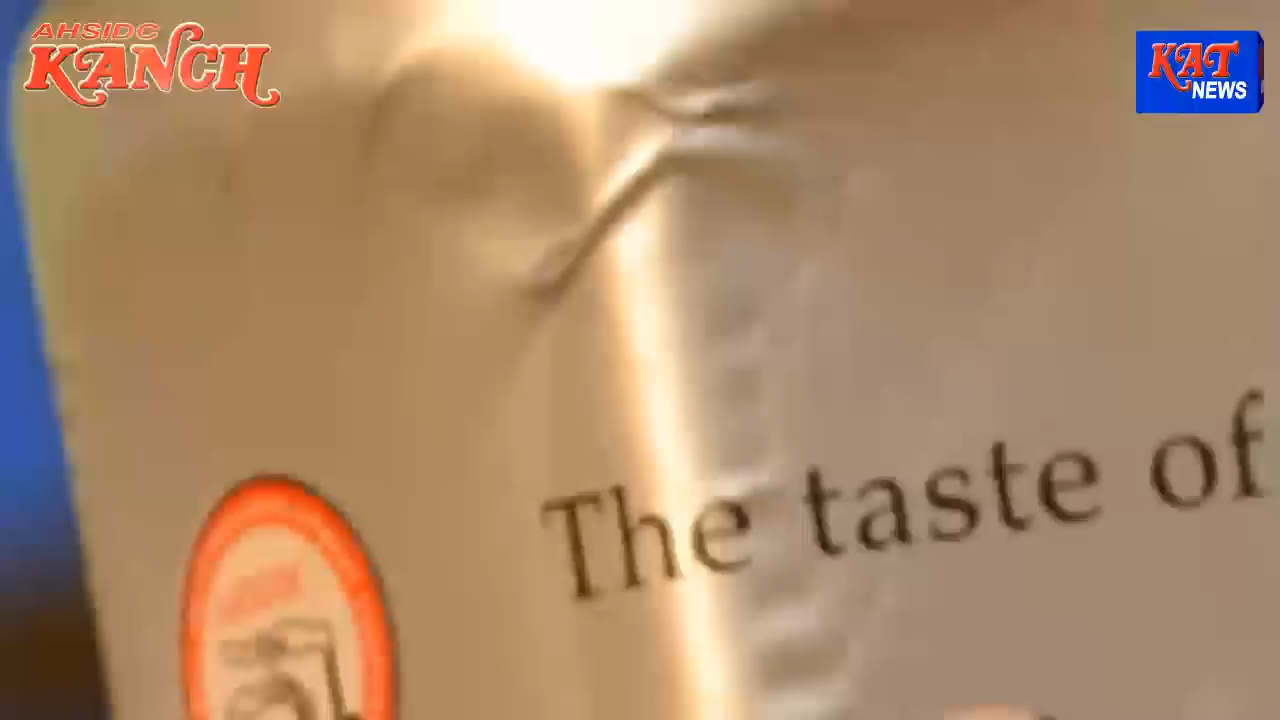 AHSIDC
KANCH
KAT
NEWS
The taste of